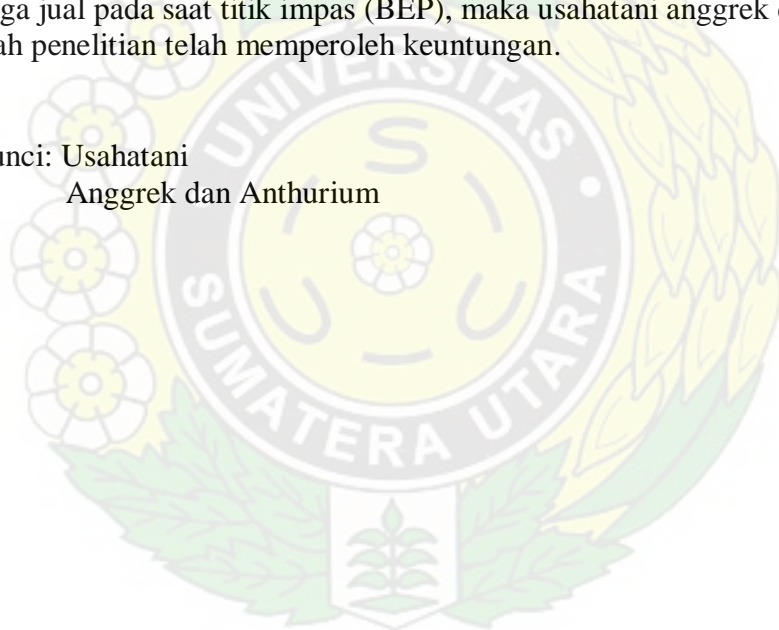 ga jual pada saat titik impas (BEP), maka usahatani anggrek
ah penelitian telah memperoleh keuntungan.
unci: Usahatani
Anggrek dan Anthurium
UNIVERSITAS
SUMATERA UTARA